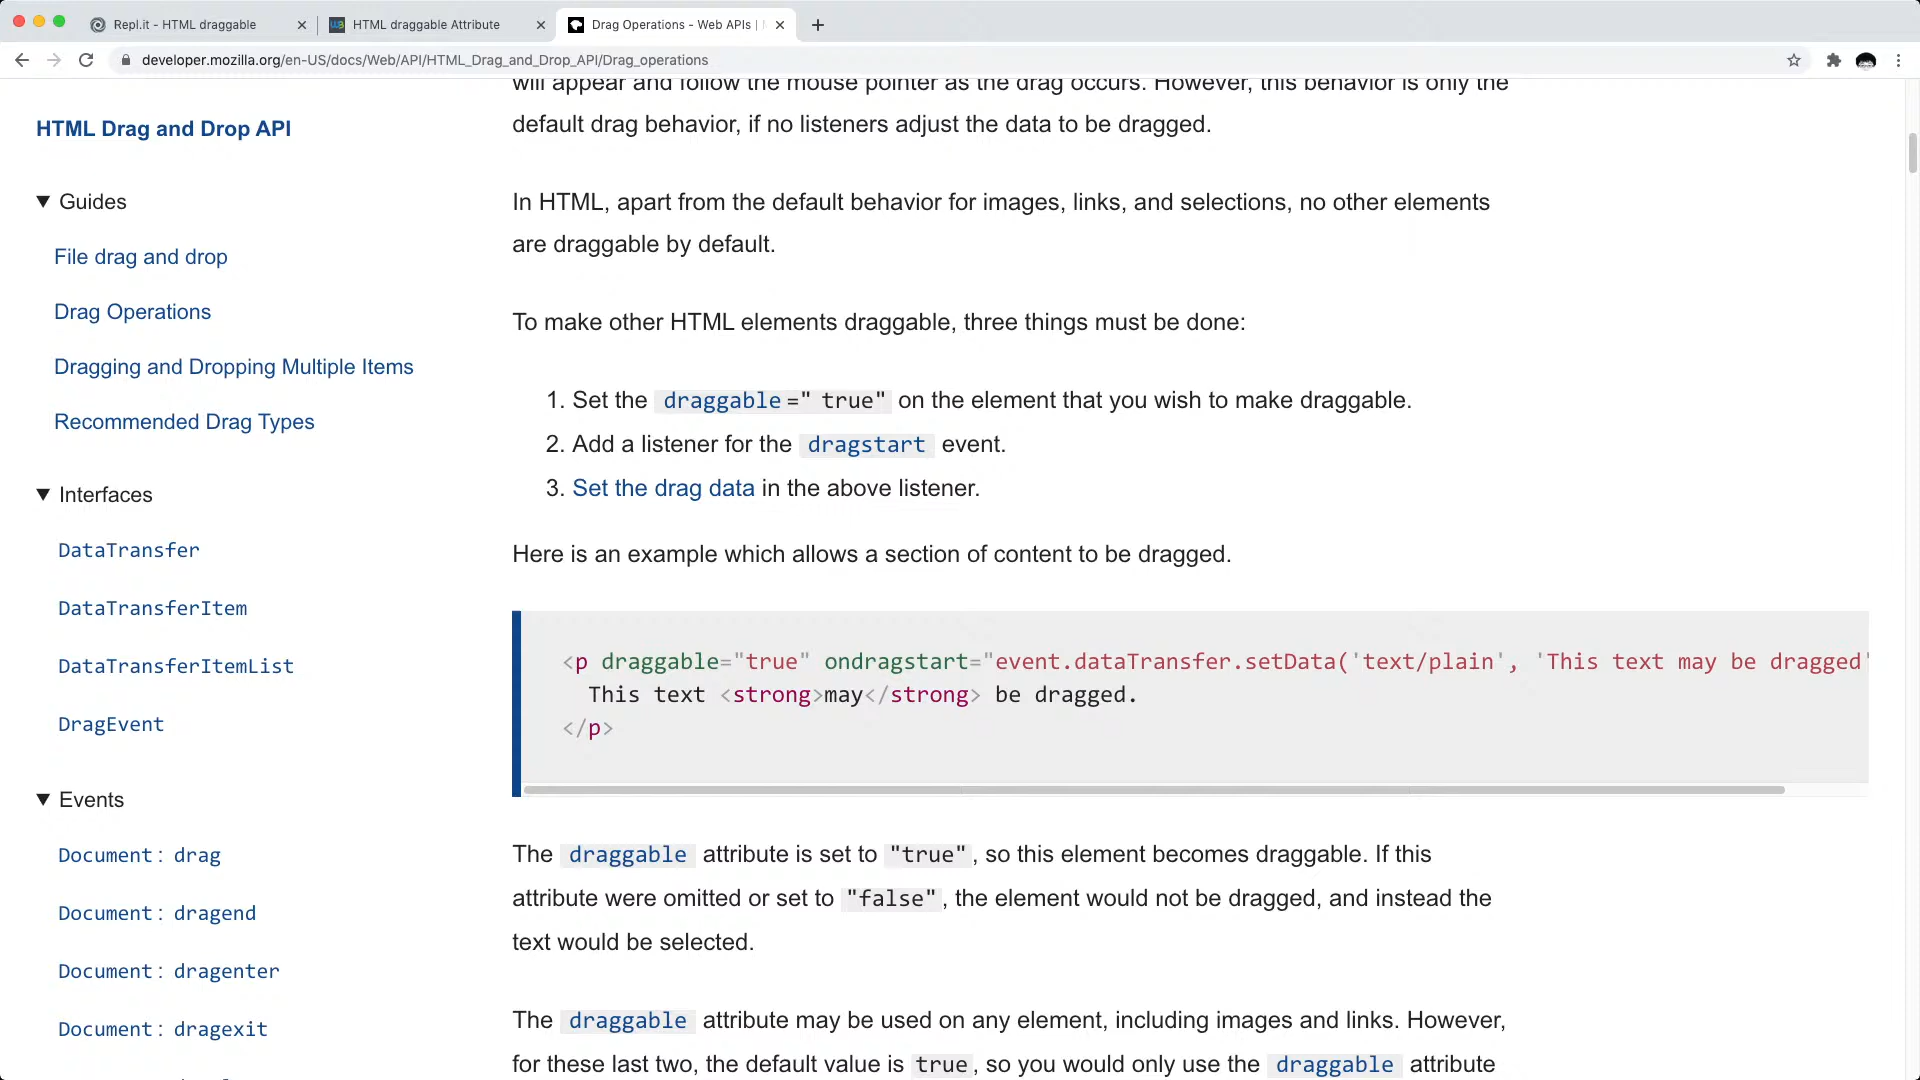 Repl.it - HTML draggable
HTML draggable Attribute
Drag Operations - Web APIs |
developer.mozilla.org/en-US/docs/Web/API/HTML_Drag_and_Drop_API/Drag_operations
HTML Drag and Drop API
Guides
File drag and drop
Drag Operations
Dragging and Dropping Multiple Items
Recommended Drag Types
Interfaces
DataTransfer
DataTransferItem
DataTransferItemList
DragEvent
Events
Document: drag
Document: dragend
Document: dragenter
Document: dragexit
will appear and follow the mouse pointer as the drag occurs. However, this behavior is only the
default drag behavior, if no listeners adjust the data to be dragged.
In HTML, apart from the default behavior for images, links, and selections, no other elements
are draggable by default.
To make other HTML elements draggable, three things must be done:
1. Set the draggable=" true" on the element that you wish to make draggable.
2. Add a listener for the dragstart event.
3. Set the drag data in the above listener.
Here is an example which allows a section of content to be dragged.
<p draggable="true" ondragstart="event.dataTransfer.setData('text/plain', 'This text may be dragged'
This text <strong>may</strong> be dragged.
</p>
The draggable attribute is set to "true", so this element becomes draggable. If this
attribute were omitted or set to "false", the element would not be dragged, and instead the
text would be selected.
The draggable attribute may be used on any element, including images and links. However,
for these last two, the default value is true, so you would only use the draggable attribute